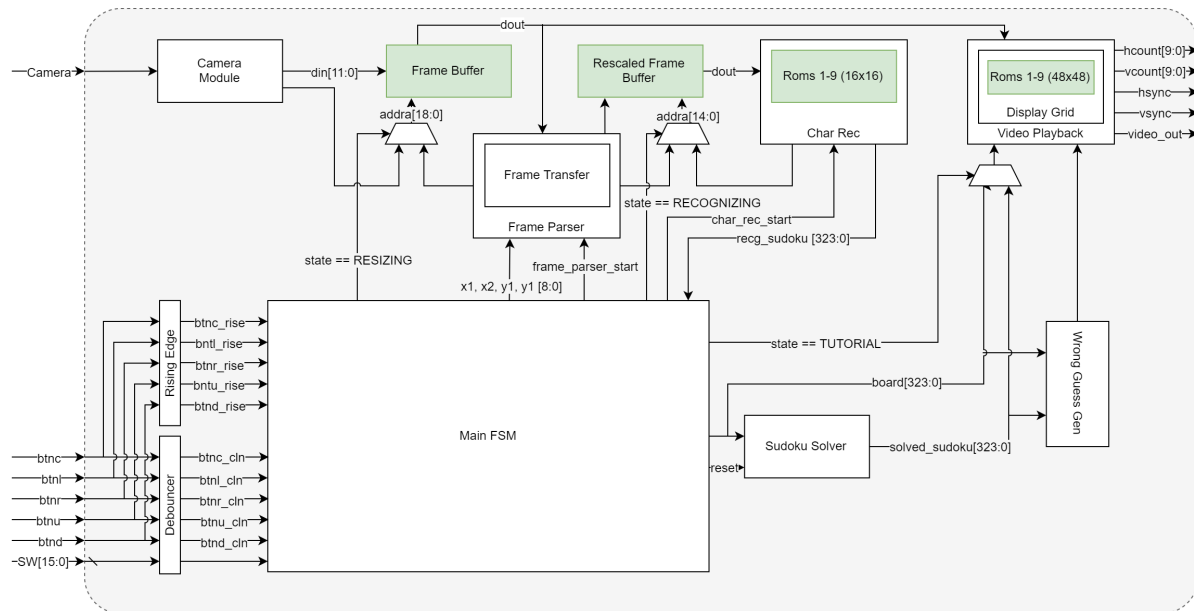 dout
Camera
Camera
Module
din[11:0]
Frame Buffer
Rescaled Frame
Buffer
dout
Roms 1-9 (16x16)
Char Rec
Roms 1-9 (48x48)
Display Grid
Video Playback
hcount[9:0]
vcount[9:0]
hsync
vsync
video_out
addra[18:0]
addra[14:0]
Frame Transfer
Frame Parser
state == RECOGNIZING
char_rec_start
recg_sudoku [323:0]
state == RESIZING
frame_parser_start
x1, x2, y1, y1 [8:0]
Rising Edge
btnc_rise
bntl_rise
btnr_rise
bntu_rise
btnd_rise
state == TUTORIAL
Wrong Guess Gen
board[323:0]
Main FSM
Sudoku Solver
solved_sudoku[323:0]
reset
btnc
btnl
btnr
btnu
btnd
SW[15:0]
Debouncer
btnc_cln
btnl_cln
btnr_cln
btnu_cln
btnd_cln